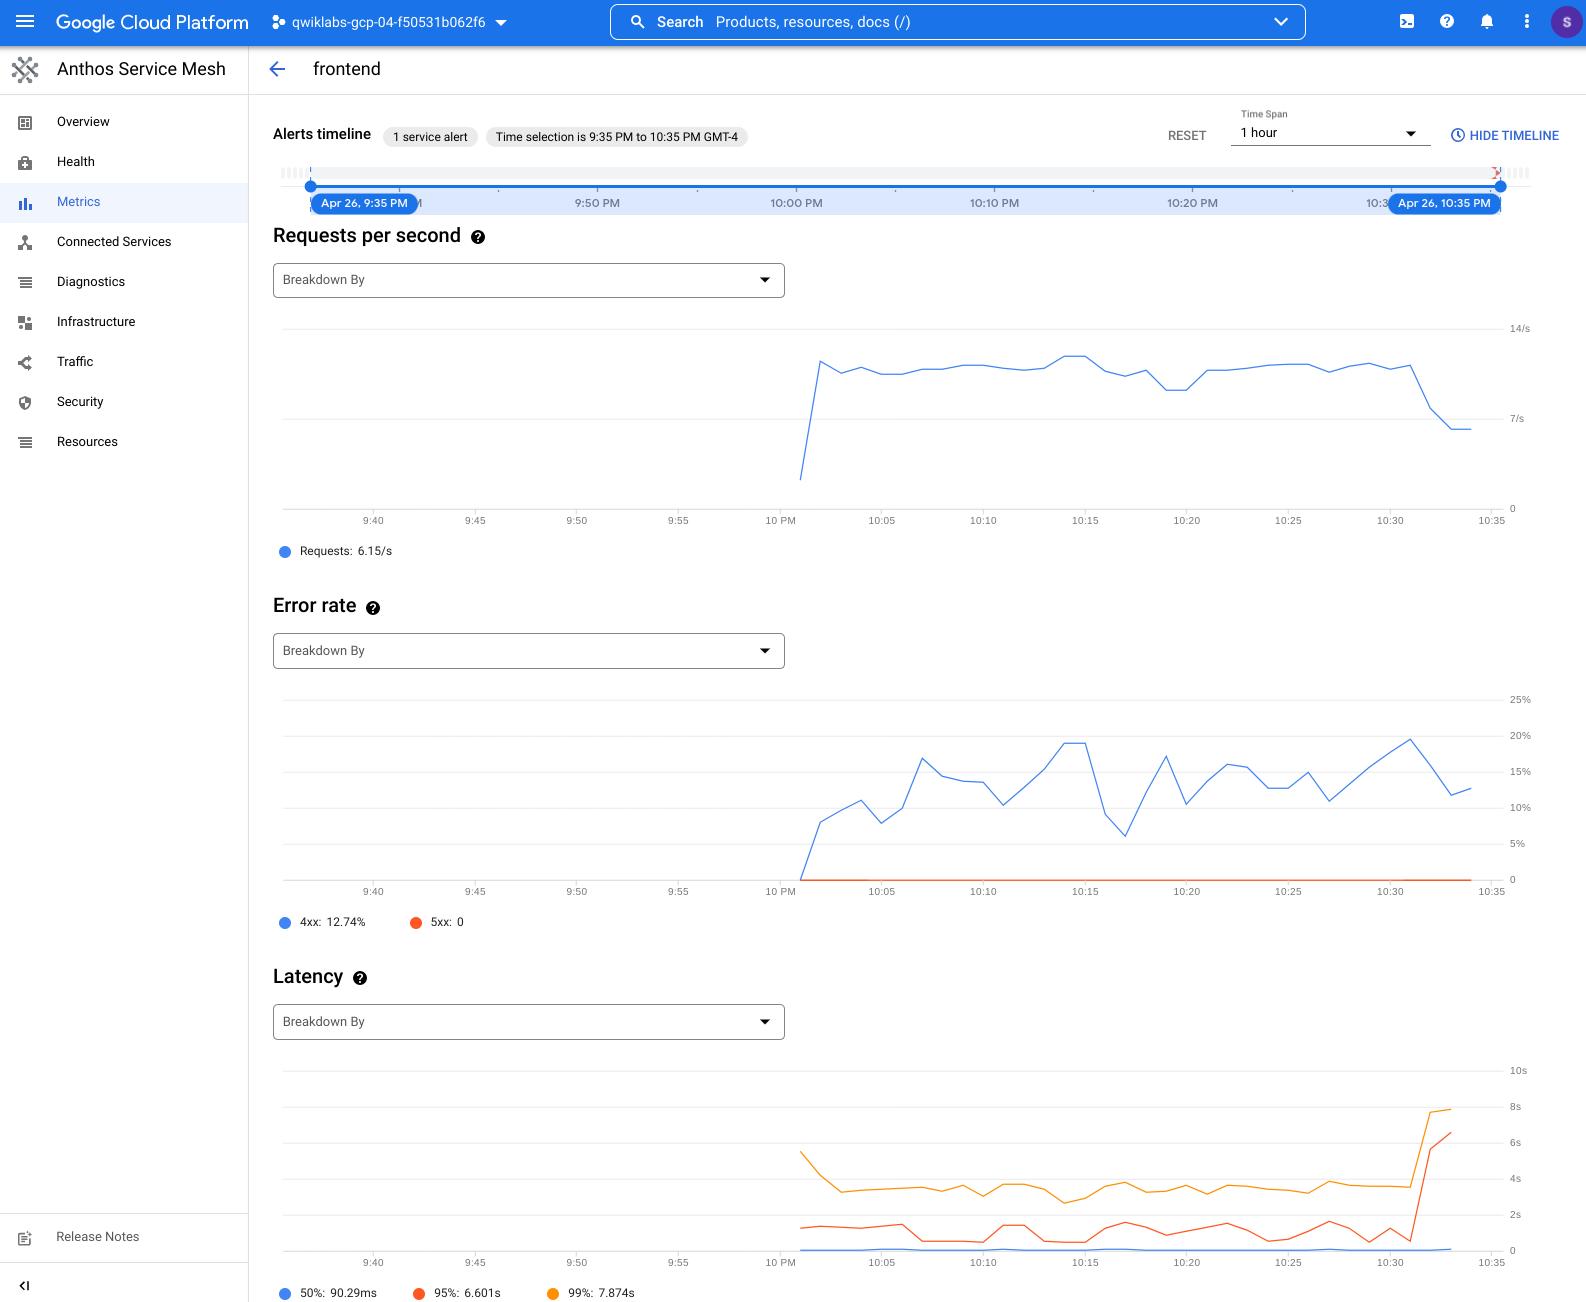 Google Cloud Platform
qwiklabs-gcp-04-f50531b062f6
Search Products, resources, docs (/)
S
Anthos Service Mesh
frontend
Overview
Health
Metrics
Connected Services
Diagnostics
Infrastructure
Traffic
Security
Resources
Release Notes
Alerts timeline
1 service alert
Time selection is 9:35 PM to 10:35 PM GMT-4
RESET
Time Span
1 hour
HIDE TIMELINE
Apr 26, 9:35 PM 9:50 PM 10:00 PM 10:10 PM 10:20 PM Apr 26, 10:35 PM
Requests per second
Breakdown By
14/s
7/s
0
9:40 9:45 9:50 9:55 10 PM 10:05 10:10 10:15 10:20 10:25 10:30 10:35
Requests: 6.15/s
Error rate
Breakdown By
25%
20%
15%
10%
5%
0
9:40 9:45 9:50 9:55 10 PM 10:05 10:10 10:15 10:20 10:25 10:30 10:35
4xx: 12.74% 5xx: 0
Latency
Breakdown By
10s
8s
6s
4s
2s
0
9:40 9:45 9:50 9:55 10 PM 10:05 10:10 10:15 10:20 10:25 10:30 10:35
50%: 90.29ms 95%: 6.601s 99%: 7.874s